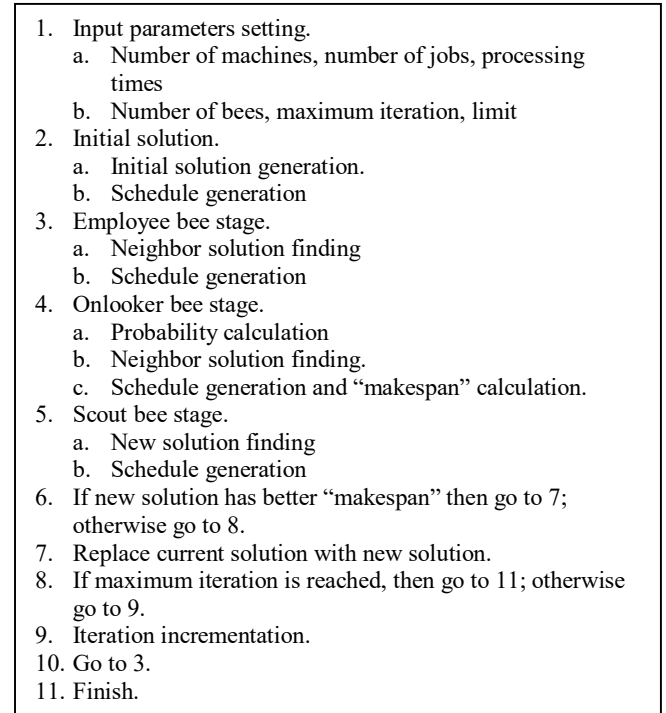 1. Input parameters setting.
a. Number of machines, number of jobs, processing
times
b. Number of bees, maximum iteration, limit
2. Initial solution.
a. Initial solution generation.
b. Schedule generation
3. Employee bee stage.
a. Neighbor solution finding
b. Schedule generation
4. Onlooker bee stage.
a. Probability calculation
b. Neighbor solution finding.
c. Schedule generation and “makespan” calculation.
5. Scout bee stage.
a. New solution finding
b. Schedule generation
6. If new solution has better “makespan” then go to 7;
otherwise go to 8.
7. Replace current solution with new solution.
8. If maximum iteration is reached, then go to 11; otherwise
go to 9.
9. Iteration incrementation.
10. Go to 3.
11. Finish.